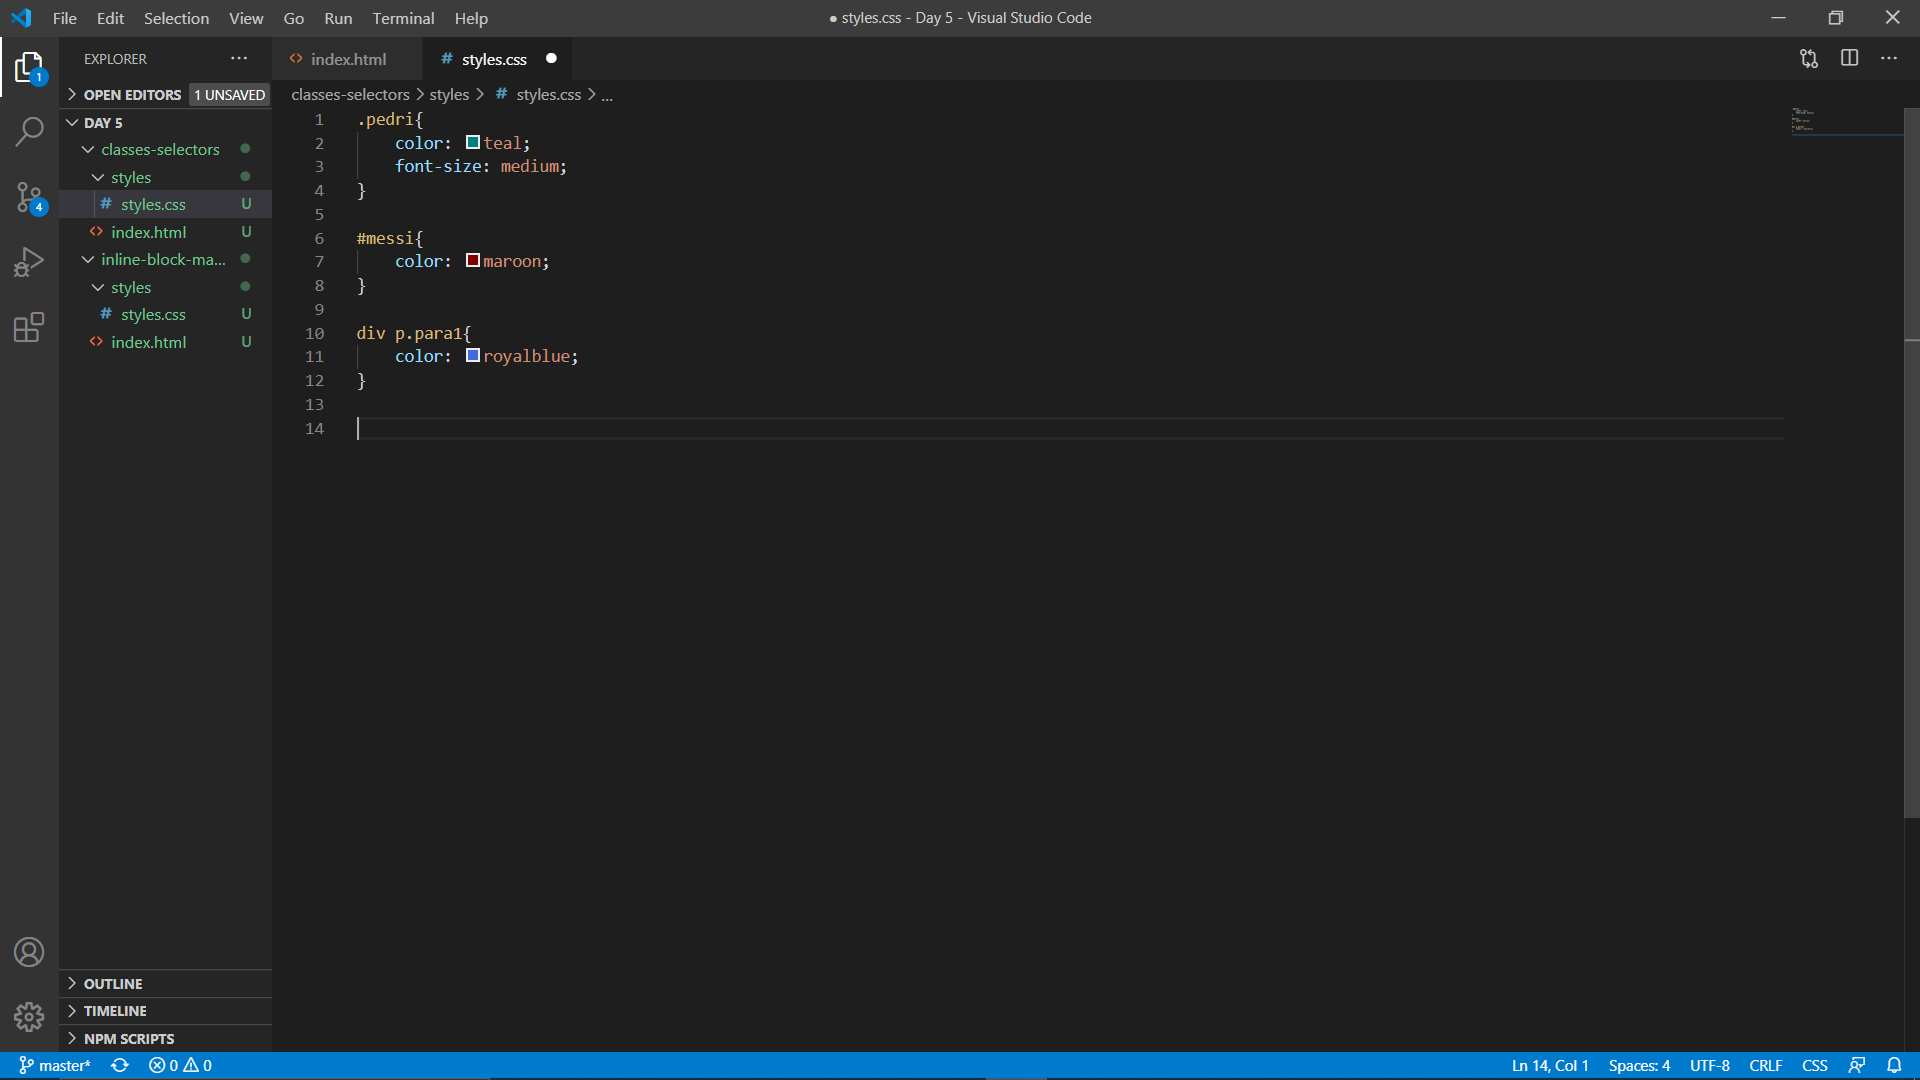 File Edit Selection View Go Run Terminal Help
● styles.css - Day 5 - Visual Studio Code
EXPLORER
OPEN EDITORS 1 UNSAVED
DAY 5
classes-selectors
styles
# styles.css U
<> index.html U
inline-block-ma...
styles
# styles.css U
<> index.html U
OUTLINE
TIMELINE
NPM SCRIPTS
1
4
<> index.html
# styles.css ●
classes-selectors > styles > # styles.css > ...
1 .pedri{
2 color: teal;
3 font-size: medium;
4 }
5
6 #messi{
7 color: maroon;
8 }
9
10 div p.para1{
11 color: royalblue;
12 }
13
14
master* 0 0
Ln 14, Col 1 Spaces: 4 UTF-8 CRLF CSS